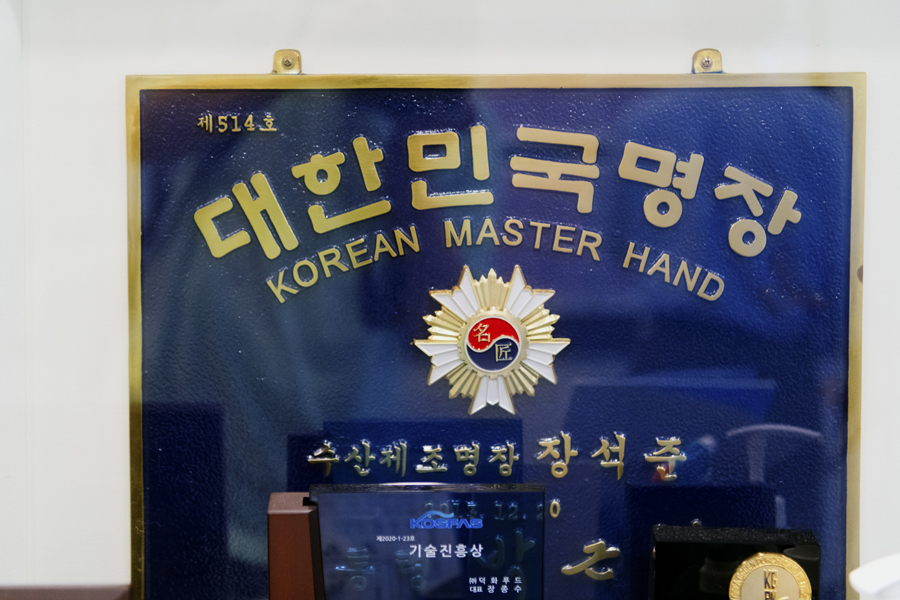 제514호
대한민국명장
KOREAN MASTER HAND
名匠
수산제조명장 장석준
KOSFAS
제2020-1-23호
기술진흥상
㈜덕화푸드
대표 장종수
KG